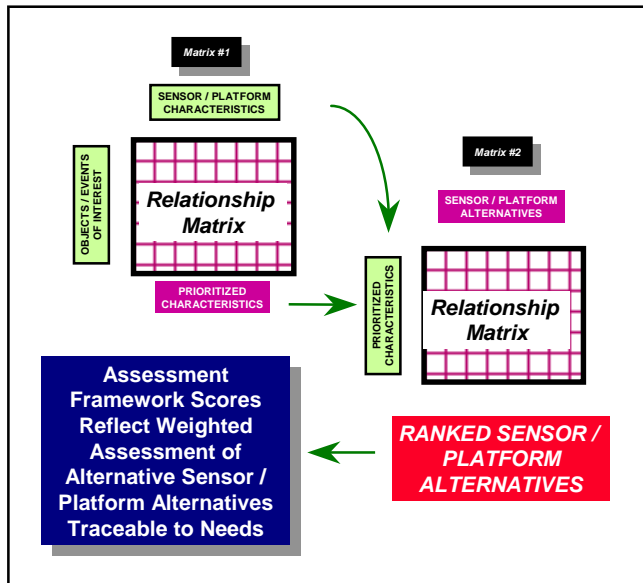 Matrix #1
SENSOR / PLATFORM
CHARACTERISTICS
OBJECTS / EVENTS
OF INTEREST
Relationship
Matrix
PRIORITIZED
CHARACTERISTICS
Matrix #2
SENSOR / PLATFORM
ALTERNATIVES
PRIORITIZED
CHARACTERISTICS
Relationship
Matrix
Assessment
Framework Scores
Reflect Weighted
Assessment of
Alternative Sensor /
Platform Alternatives
Traceable to Needs
RANKED SENSOR /
PLATFORM
ALTERNATIVES